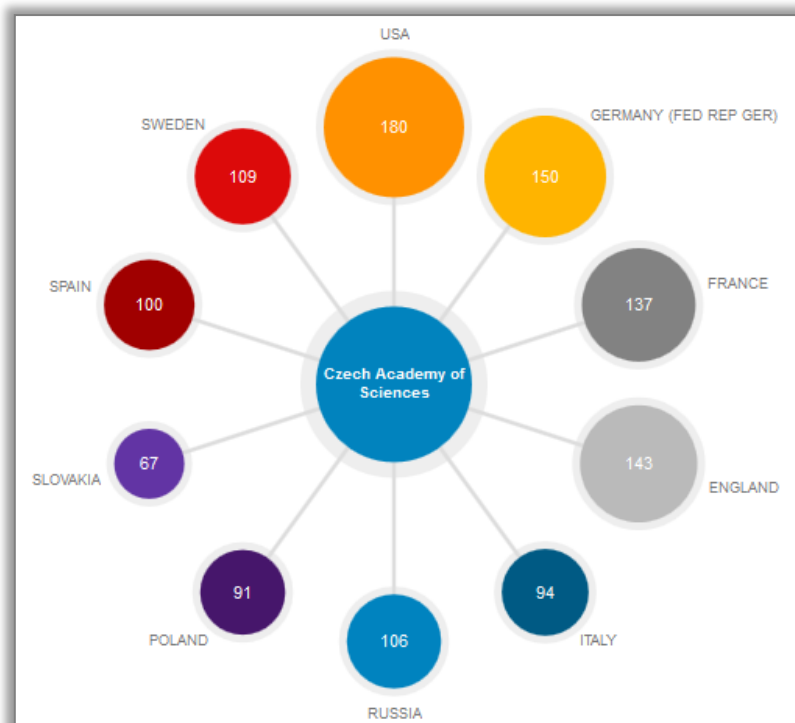 USA
180
GERMANY (FED REP GER)
150
SWEDEN
109
FRANCE
137
SPAIN
100
Czech Academy of
Sciences
ENGLAND
143
SLOVAKIA
67
ITALY
94
POLAND
91
RUSSIA
106